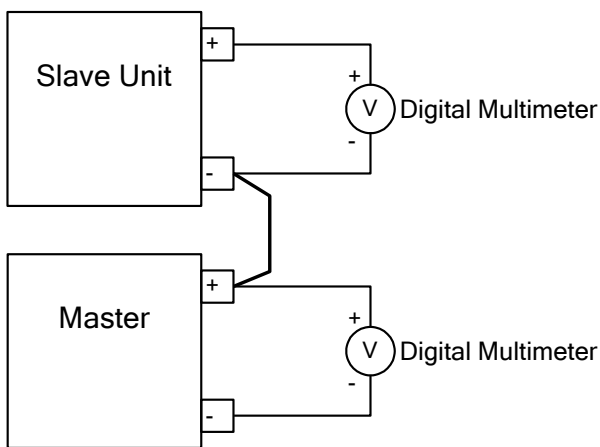 +
Slave Unit
+
V Digital Multimeter
-
-
+
Master
+
V Digital Multimeter
-
-